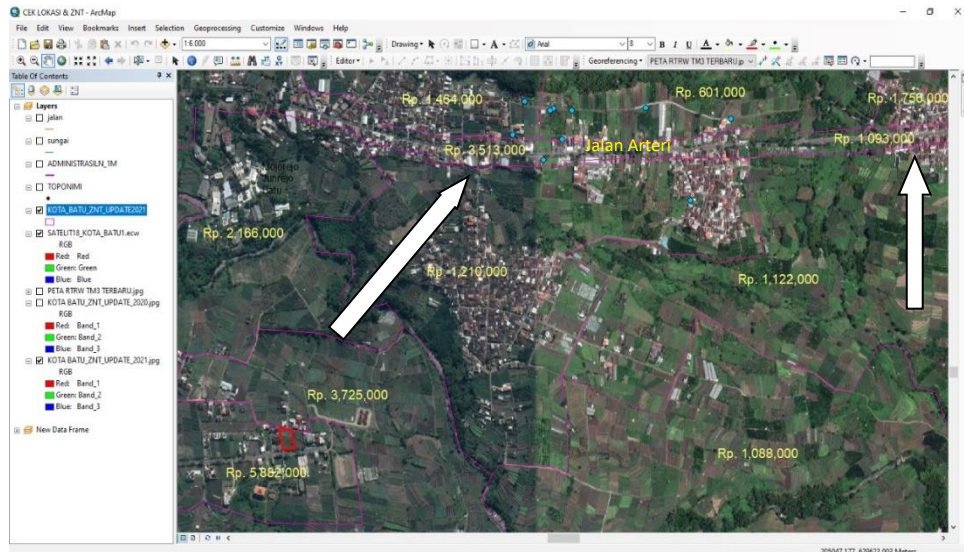 CEK LOKASI & ZNT - ArcMap
File Edit View Bookmarks Insert Selection Geoprocessing Customize Windows Help
1:6.000
Drawing
Arial
8
B I U A
Editor
Georeferencing
PETA RTRW TM3 TERBARU.jp
Table Of Contents
Layers
jalan
sungai
ADMINISTRASILN_1M
TOPONIMI
KOTA_BATU_ZNT_UPDATE2021
SATELIT18_KOTA_BATU1.ecw
RGB
Red: Red
Green: Green
Blue: Blue
PETA RTRW TM3 TERBARU.jpg
KOTA BATU_ZNT_UPDATE_2020.jpg
RGB
Red: Band_1
Green: Band_2
Blue: Band_3
KOTA BATU_ZNT_UPDATE_2021.jpg
RGB
Red: Band_1
Green: Band_2
Blue: Band_3
New Data Frame
Rp. 1,464,000
Rp. 601,000
Rp. 1,756,000
Rp. 3,513,000
Jalan Arteri
Rp. 1,093,000
Junrejo
Batu
Rp. 2,166,000
Rp. 1,210,000
Rp. 1,122,000
Rp. 3,725,000
Rp. 5,882,000
Rp. 1,088,000